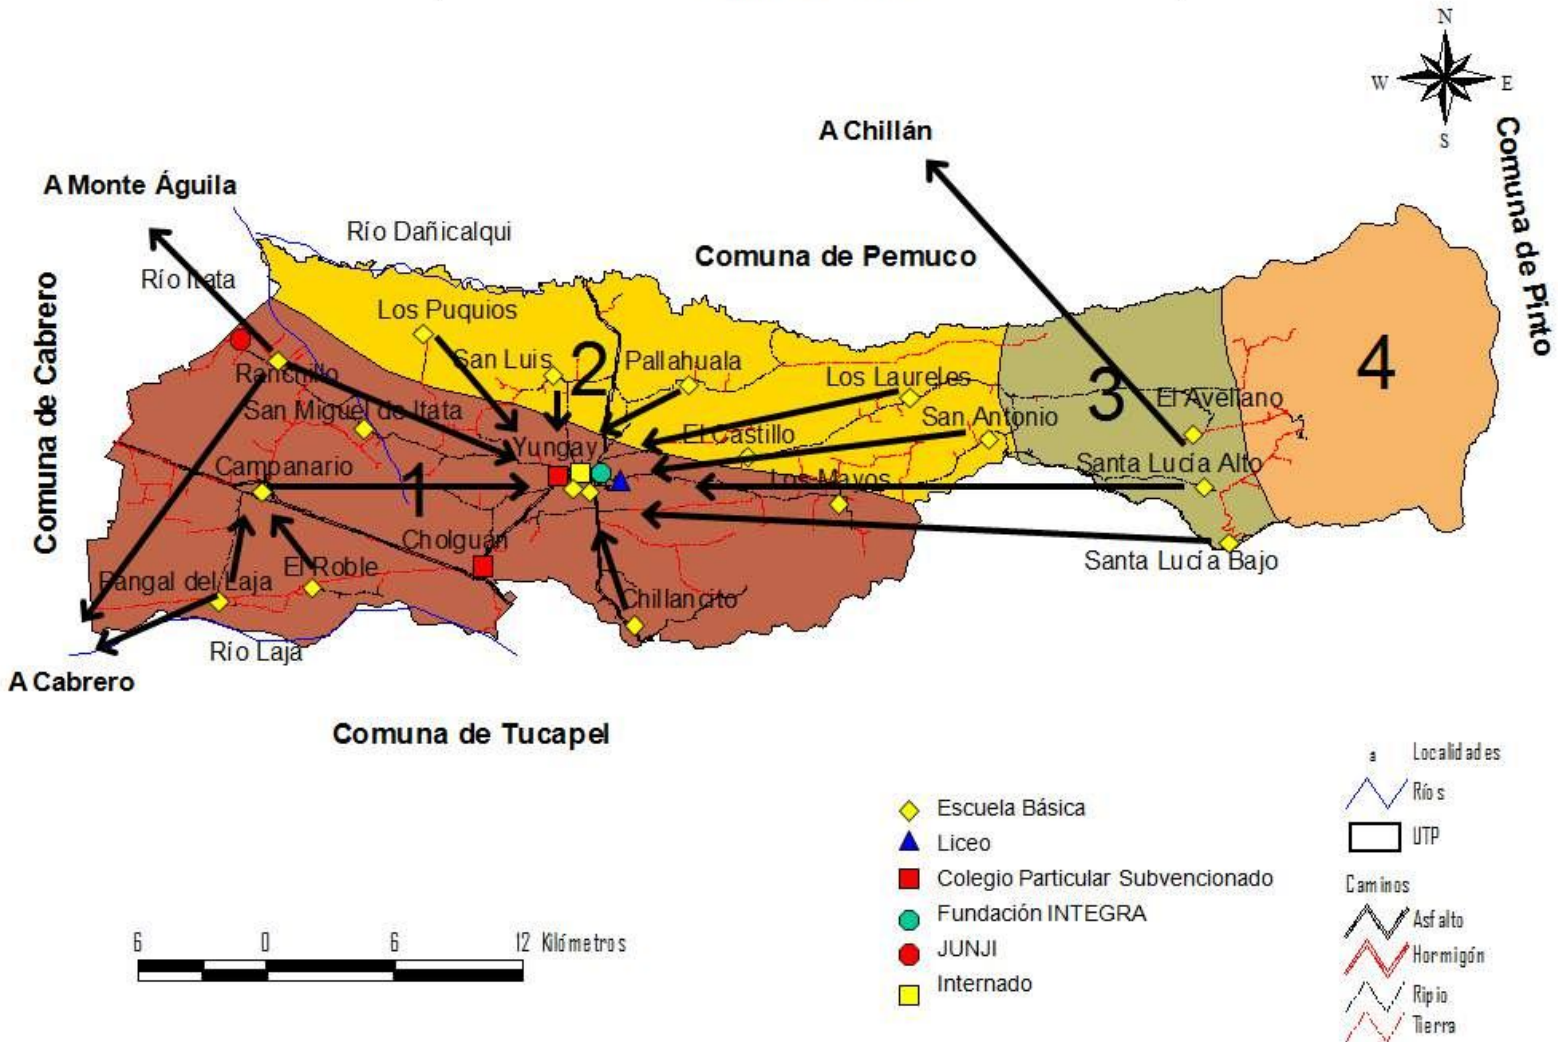 N
W
E
S
A Chillán
Comuna de Pinto
A Monte Águila
Río Dañicalqui
Comuna de Pemuco
Río Itata
Comuna de Cabrero
Los Puquios
San Luis
2
Pallahuala
4
Ranchillo
Los Laureles
3
El Avellano
San Miguel de Itata
San Antonio
Yungay
El Castillo
Campanario
1
Los Mayos
Santa Lucía Alto
Cholguán
Pangal del Laja
El Roble
Santa Lucía Bajo
Chillancito
Río Laja
A Cabrero
Comuna de Tucapel
6 0 6 12 Kilómetros
Escuela Básica
Liceo
Colegio Particular Subvencionado
Fundación INTEGRA
JUNJI
Internado
a Localidades
Ríos
UTP
Caminos
Asfalto
Hormigón
Ripio
Tierra